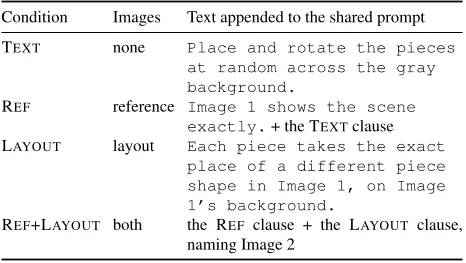 Condition Images Text appended to the shared prompt
TEXT none Place and rotate the pieces
at random across the gray
background.
REF reference Image 1 shows the scene
exactly. + the TEXT clause
LAYOUT layout Each piece takes the exact
place of a different piece
shape in Image 1, on Image
1's background.
REF+LAYOUT both the REF clause + the LAYOUT clause,
naming Image 2